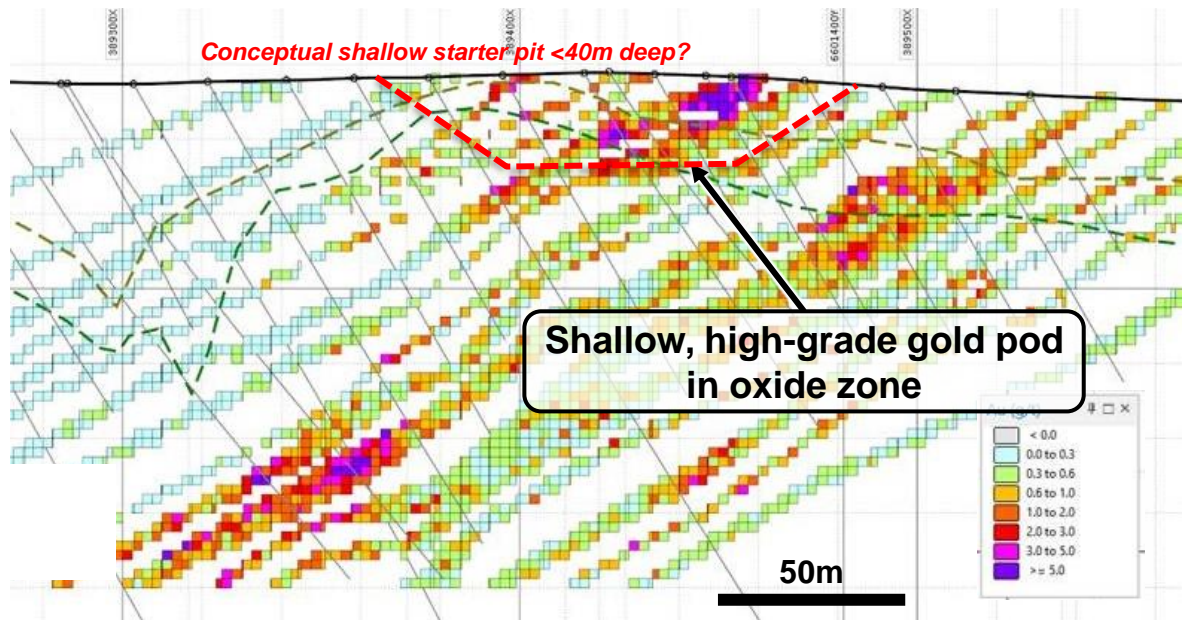 389300X
389400X
6601400Y
389500X
Conceptual shallow starter pit <40m deep?
Shallow, high-grade gold pod
in oxide zone
Au (g/t)
< 0.0
0.0 to 0.3
0.3 to 0.6
0.6 to 1.0
1.0 to 2.0
2.0 to 3.0
3.0 to 5.0
>= 5.0
50m